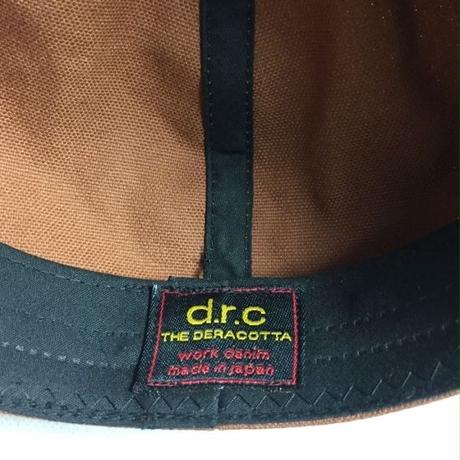 d.r.c
THE DERACOTTA
work denim
made in japan